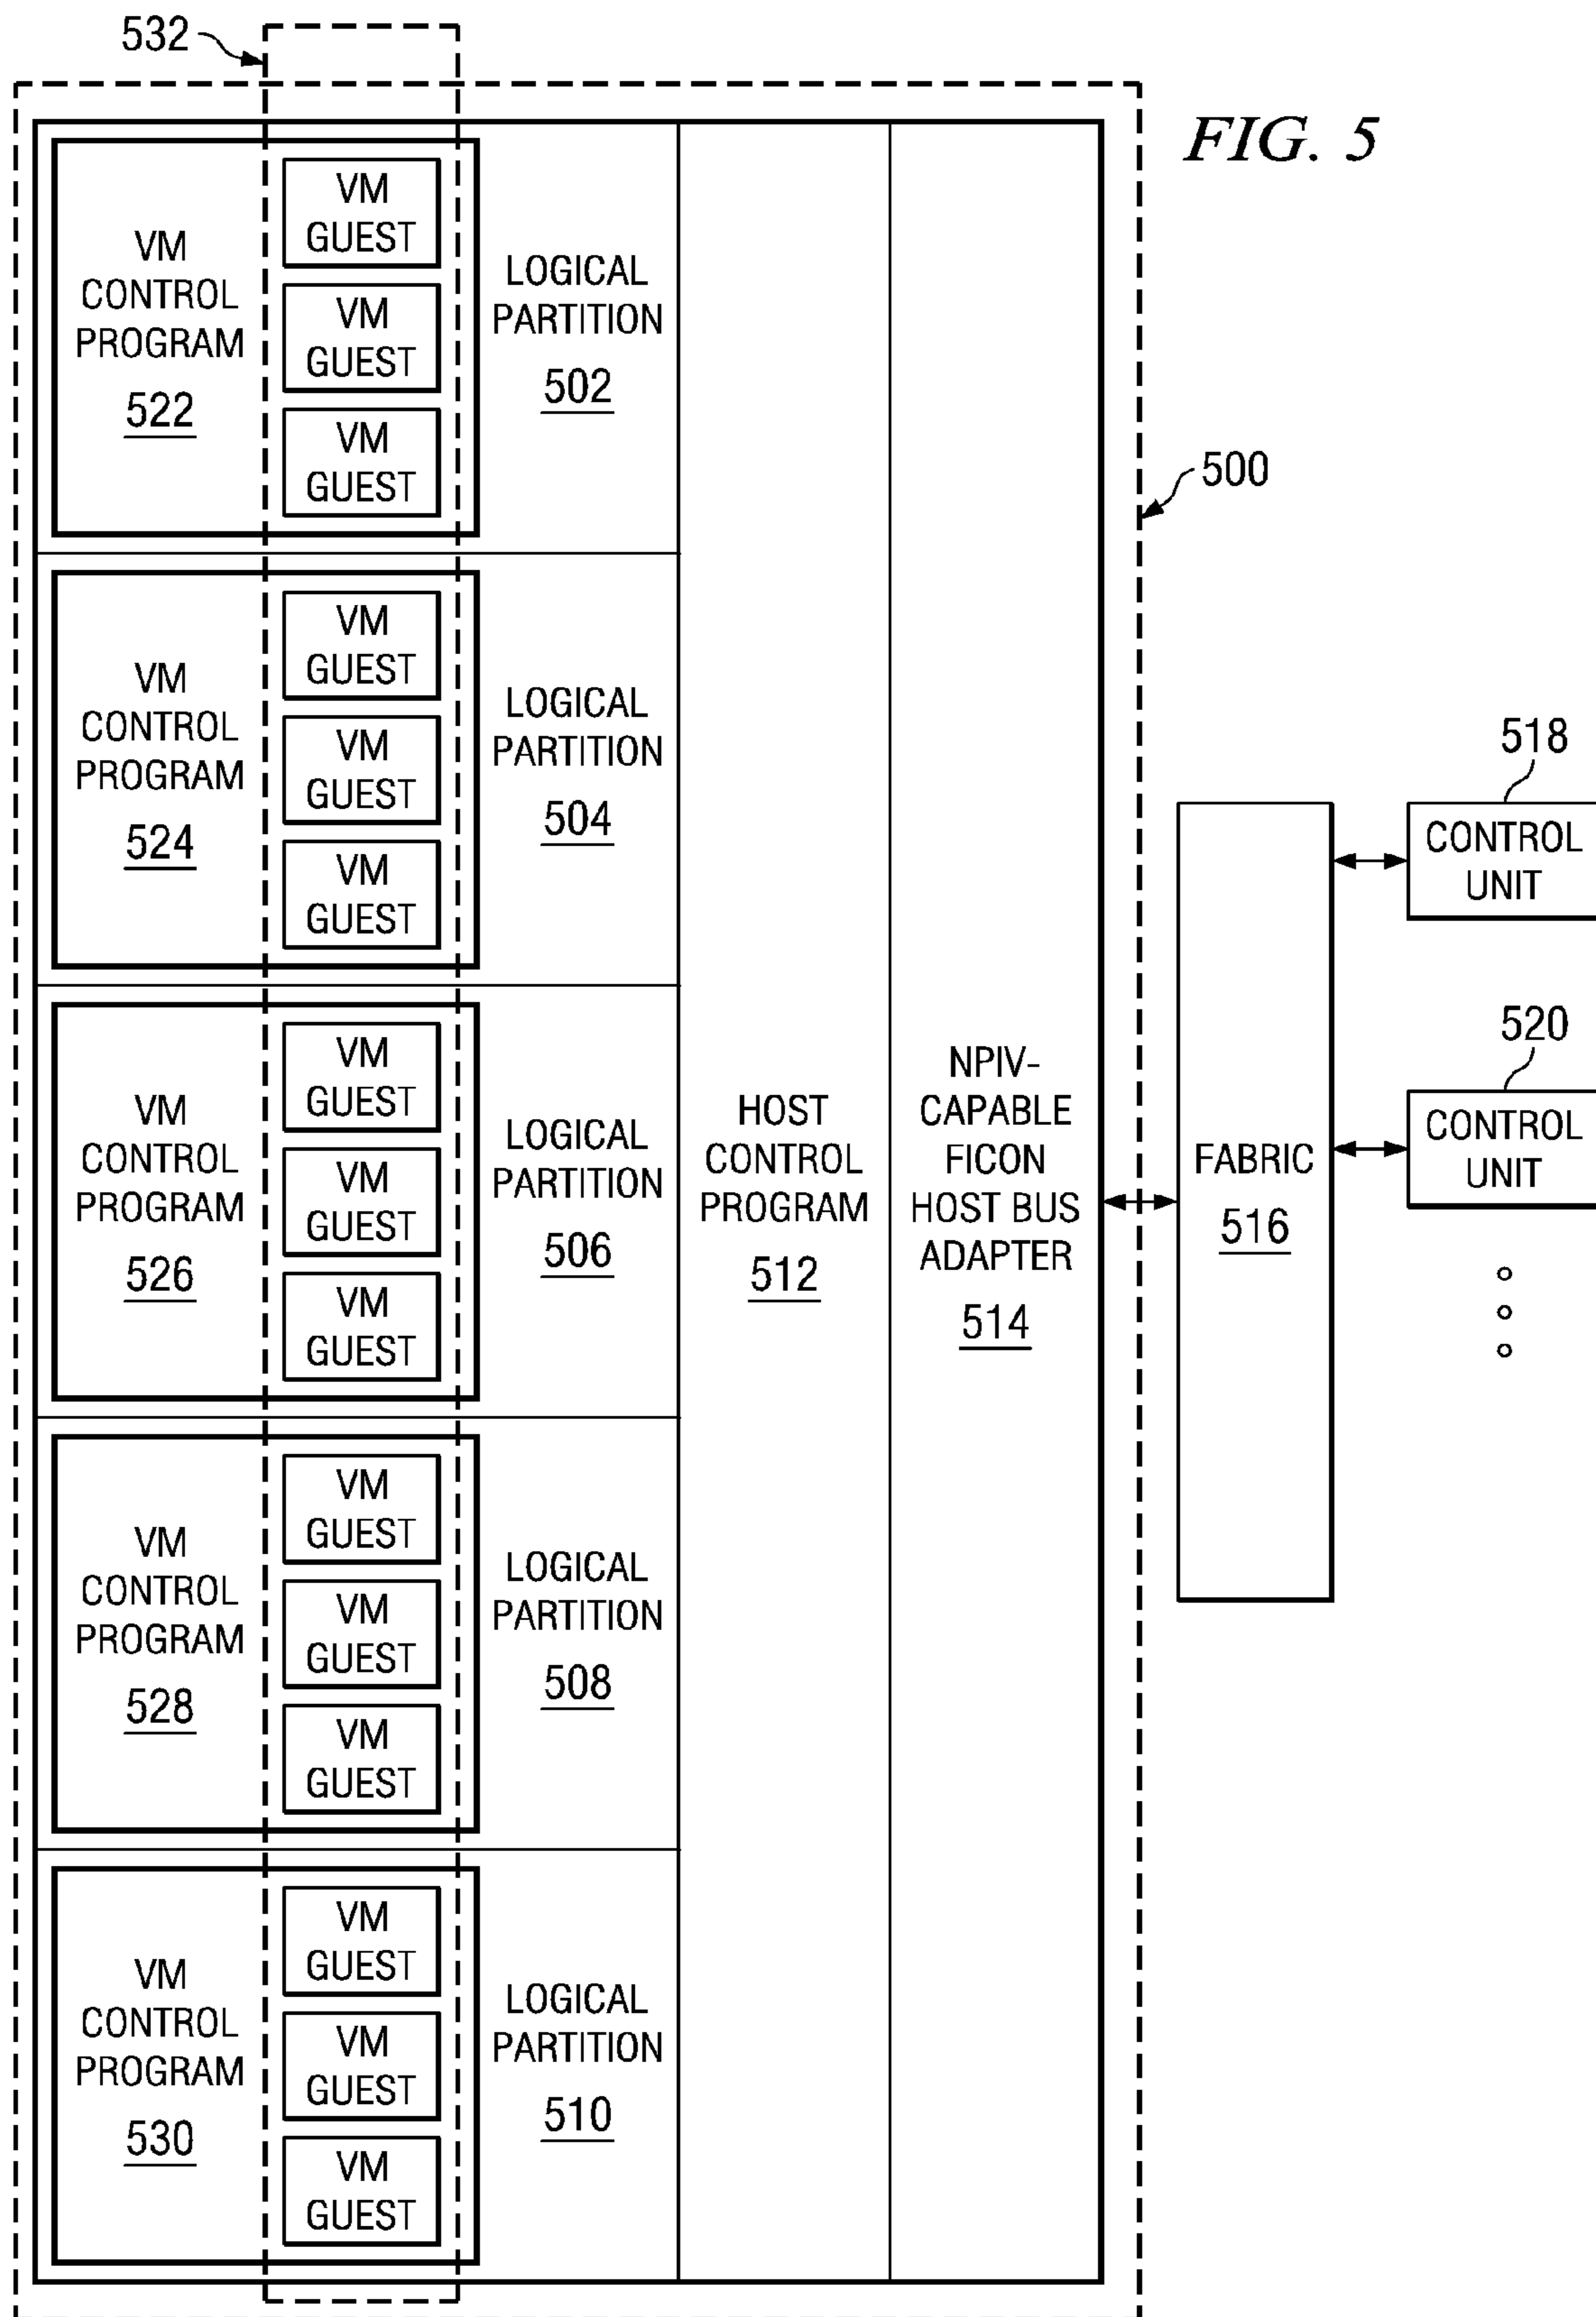 532
FIG. 5
VM
CONTROL
PROGRAM
522
VM
GUEST
VM
GUEST
VM
GUEST
LOGICAL
PARTITION
502
500
VM
CONTROL
PROGRAM
524
VM
GUEST
VM
GUEST
VM
GUEST
LOGICAL
PARTITION
504
VM
CONTROL
PROGRAM
526
VM
GUEST
VM
GUEST
VM
GUEST
LOGICAL
PARTITION
506
VM
CONTROL
PROGRAM
528
VM
GUEST
VM
GUEST
VM
GUEST
LOGICAL
PARTITION
508
VM
CONTROL
PROGRAM
530
VM
GUEST
VM
GUEST
VM
GUEST
LOGICAL
PARTITION
510
HOST
CONTROL
PROGRAM
512
NPIV-
CAPABLE
FICON
HOST BUS
ADAPTER
514
FABRIC
516
518
CONTROL
UNIT
520
CONTROL
UNIT